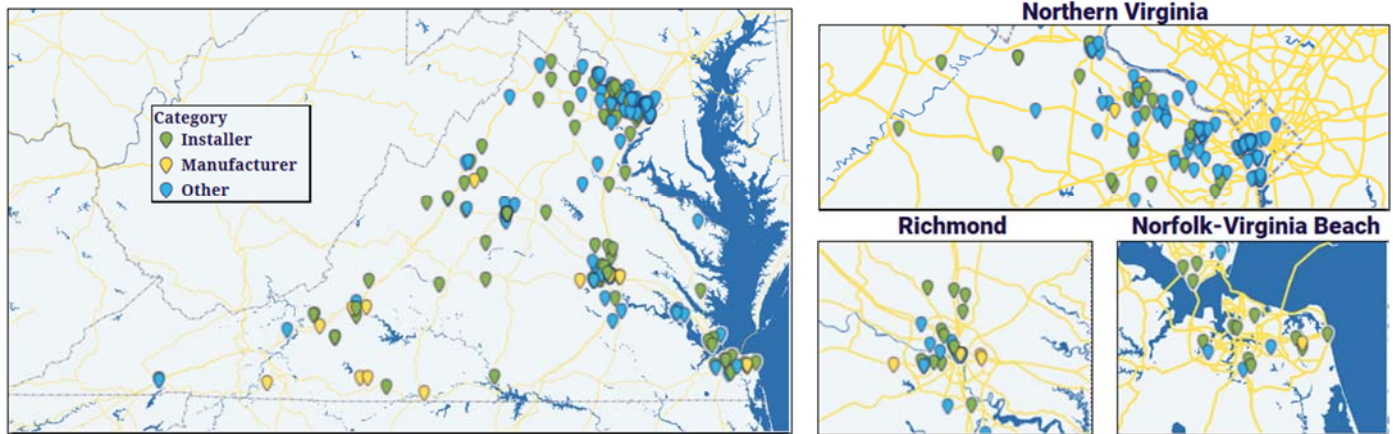 Northern Virginia
Category
Installer
Manufacturer
Other
Richmond
Norfolk-Virginia Beach